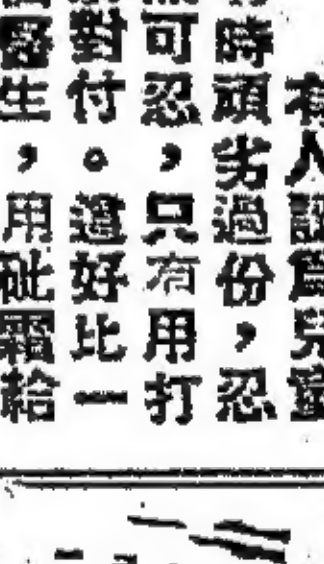 有人認為兒童
時頑劣過份，忍
可忍，只有用打
對付。這好比一
醫生，用砒霜給